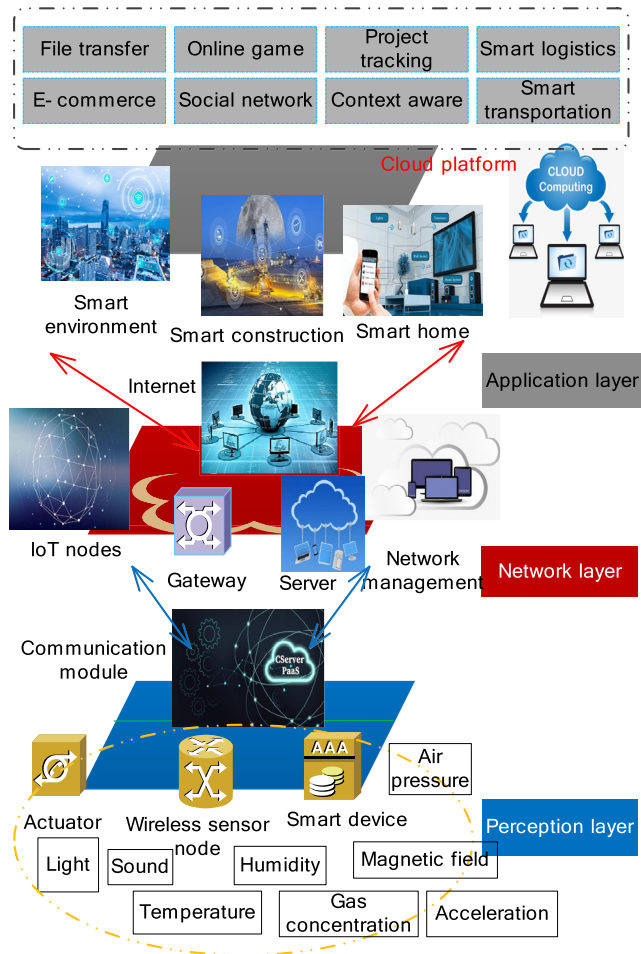 File transfer
Online game
Project
tracking
Smart logistics
E- commerce
Social network
Context aware
Smart
transportation
Cloud platform
CLOUD
Computing
Smart
environment
Smart construction
Smart home
Internet
Application layer
IoT nodes
Gateway
Server
Network
management
Network layer
Communication
module
CServer
PaaS
AAA
Air
pressure
Actuator
Wireless sensor
node
Smart device
Perception layer
Light
Sound
Humidity
Magnetic field
Temperature
Gas
concentration
Acceleration